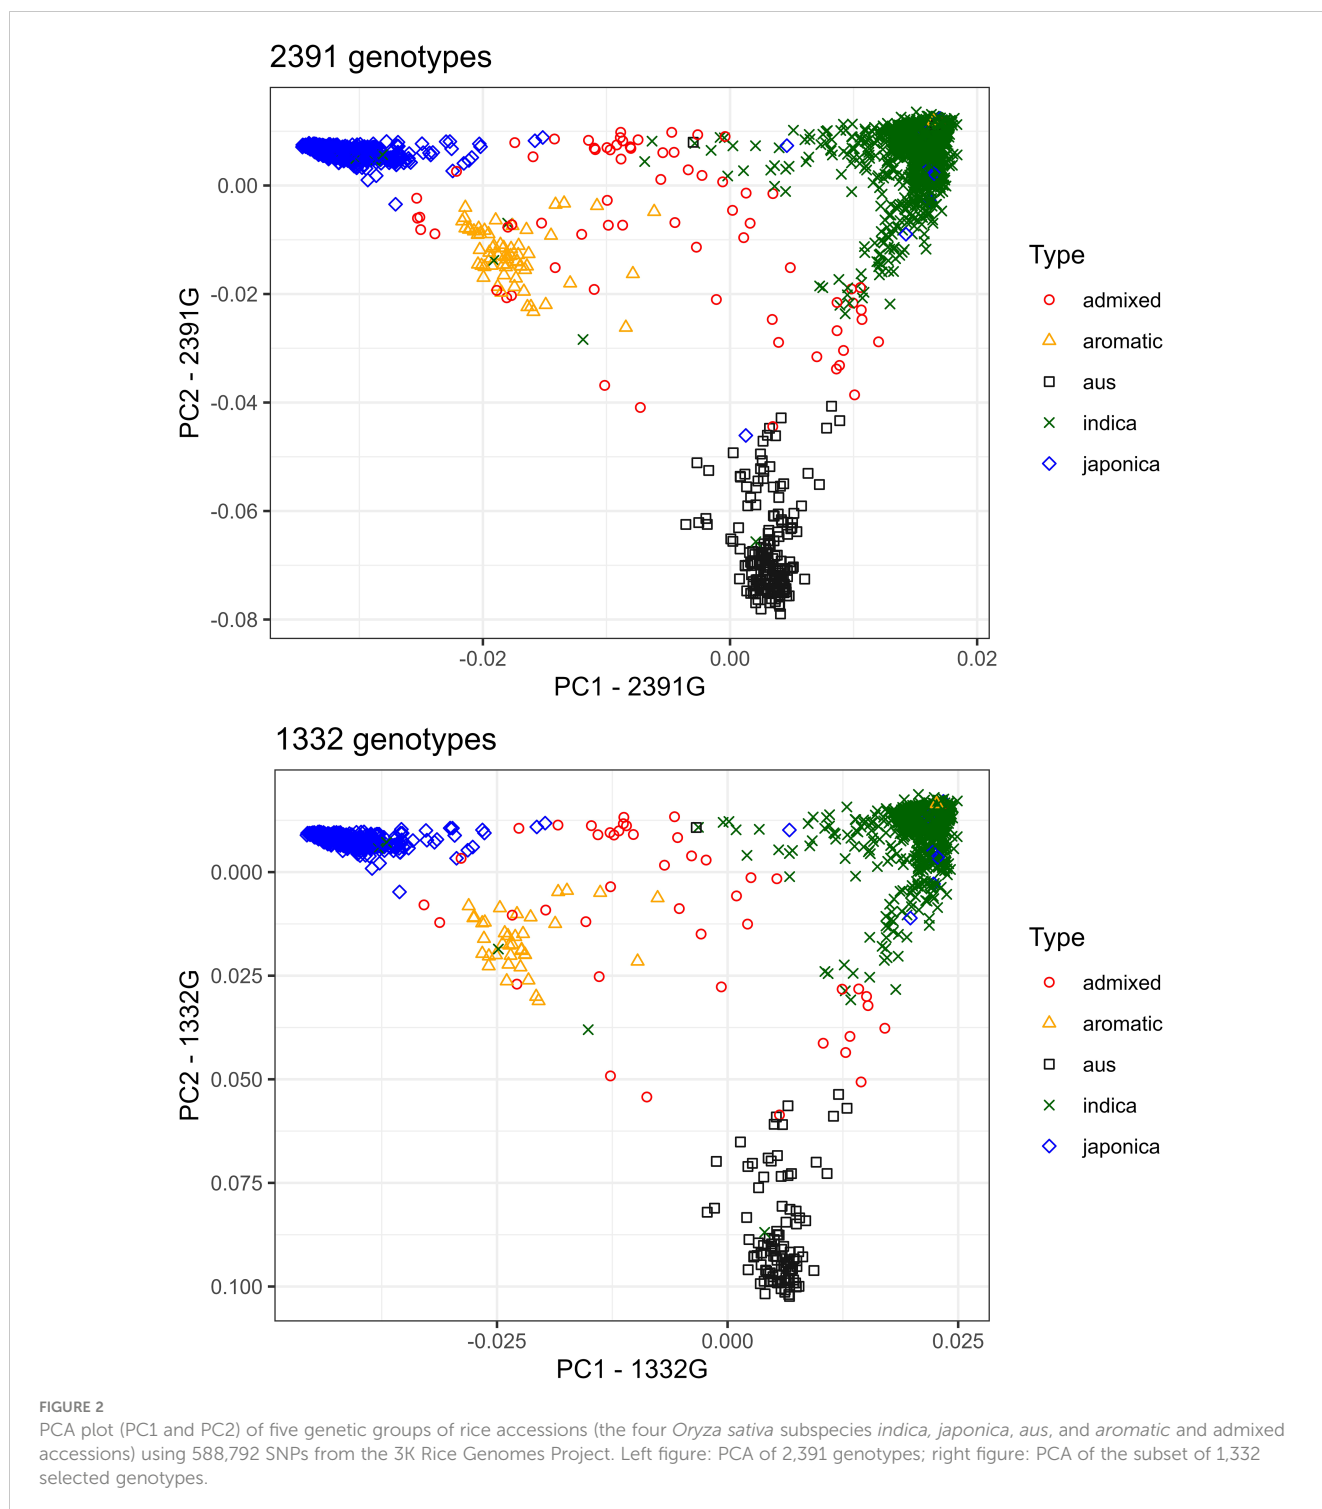 2391 genotypes
0.00
-0.02
-0.04
-0.06
-0.08
PC2 - 2391G
-0.02 0.00 0.02
PC1 - 2391G
Type
admixed
aromatic
aus
indica
japonica
1332 genotypes
0.000
0.025
0.050
0.075
0.100
PC2 - 1332G
-0.025 0.000 0.025
PC1 - 1332G
Type
admixed
aromatic
aus
indica
japonica
FIGURE 2
PCA plot (PC1 and PC2) of five genetic groups of rice accessions (the four Oryza sativa subspecies indica, japonica, aus, and aromatic and admixed
accessions) using 588,792 SNPs from the 3K Rice Genomes Project. Left figure: PCA of 2,391 genotypes; right figure: PCA of the subset of 1,332
selected genotypes.